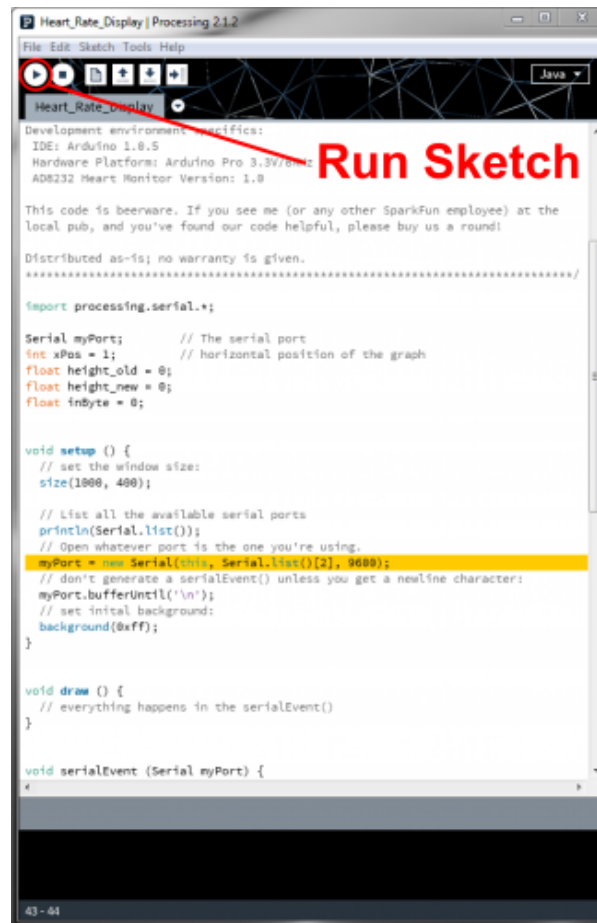 Heart_Rate_Display | Processing 2.1.2
File Edit Sketch Tools Help
Java
Heart_Rate_Display
Run Sketch
Development environment specifics:
IDE: Arduino 1.0.5
Hardware Platform: Arduino Pro 3.3V/8MHz
AD8232 Heart Monitor Version: 1.0
This code is beerware. If you see me (or any other SparkFun employee) at the
local pub, and you've found our code helpful, please buy us a round!
Distributed as-is; no warranty is given.
******************************************************************************/
import processing.serial.*;
Serial myPort;        // The serial port
int xPos = 1;         // horizontal position of the graph
float height_old = 0;
float height_new = 0;
float inByte = 0;
void setup () {
// set the window size:
size(1000, 400);
// List all the available serial ports
println(Serial.list());
// Open whatever port is the one you're using.
myPort = new Serial(this, Serial.list()[2], 9600);
// don't generate a serialEvent() unless you get a newline character:
myPort.bufferUntil('\n');
// set inital background:
background(0xff);
}
void draw () {
// everything happens in the serialEvent()
}
void serialEvent (Serial myPort) {
43 - 44